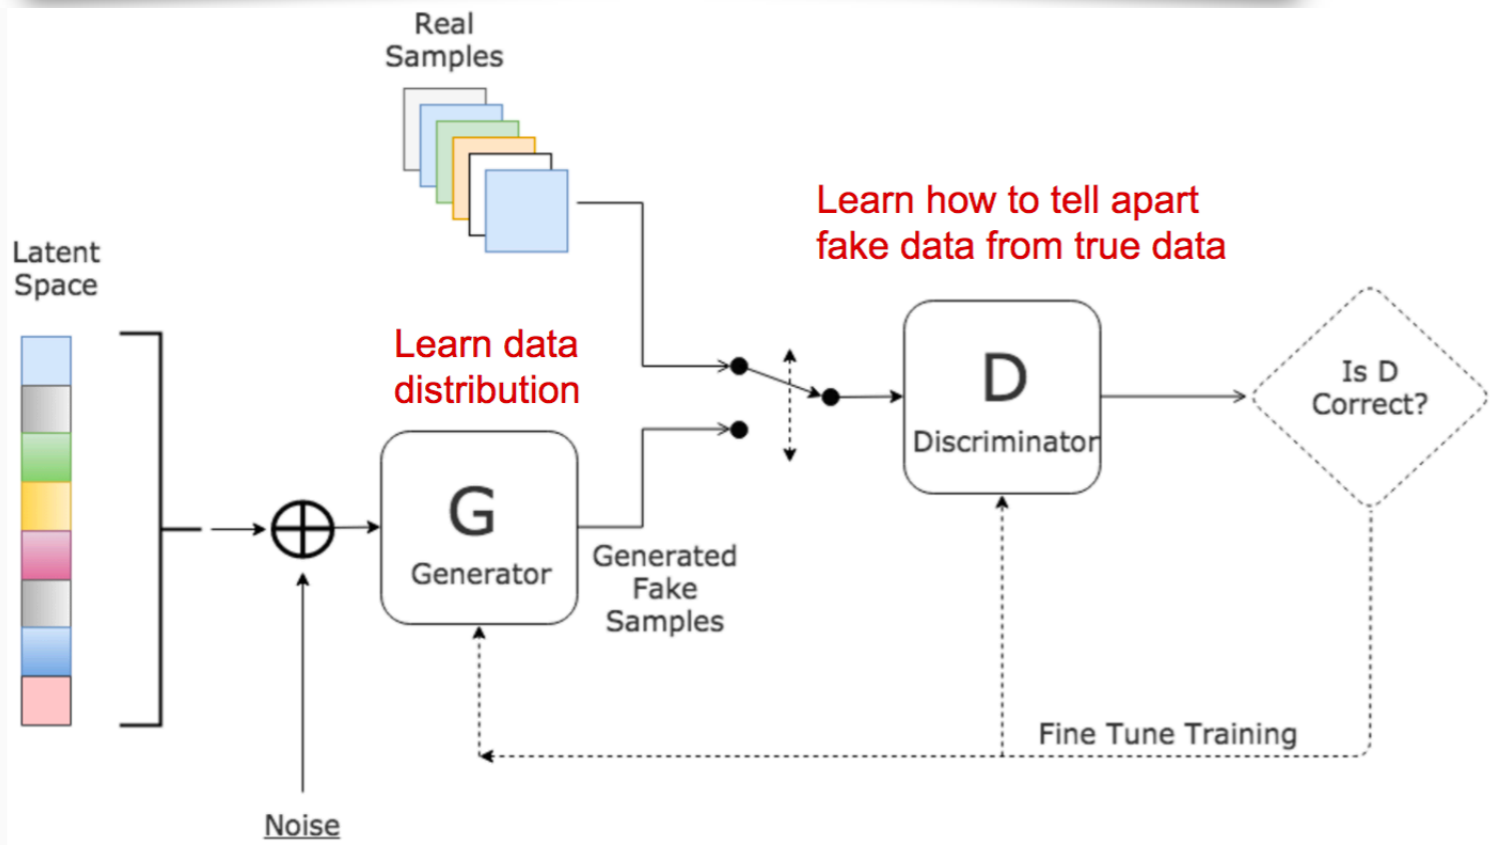 Real
Samples
Learn how to tell apart
fake data from true data
Latent
Space
Learn data
distribution
D
Discriminator
Is D
Correct?
G
Generator
Generated
Fake
Samples
Fine Tune Training
Noise